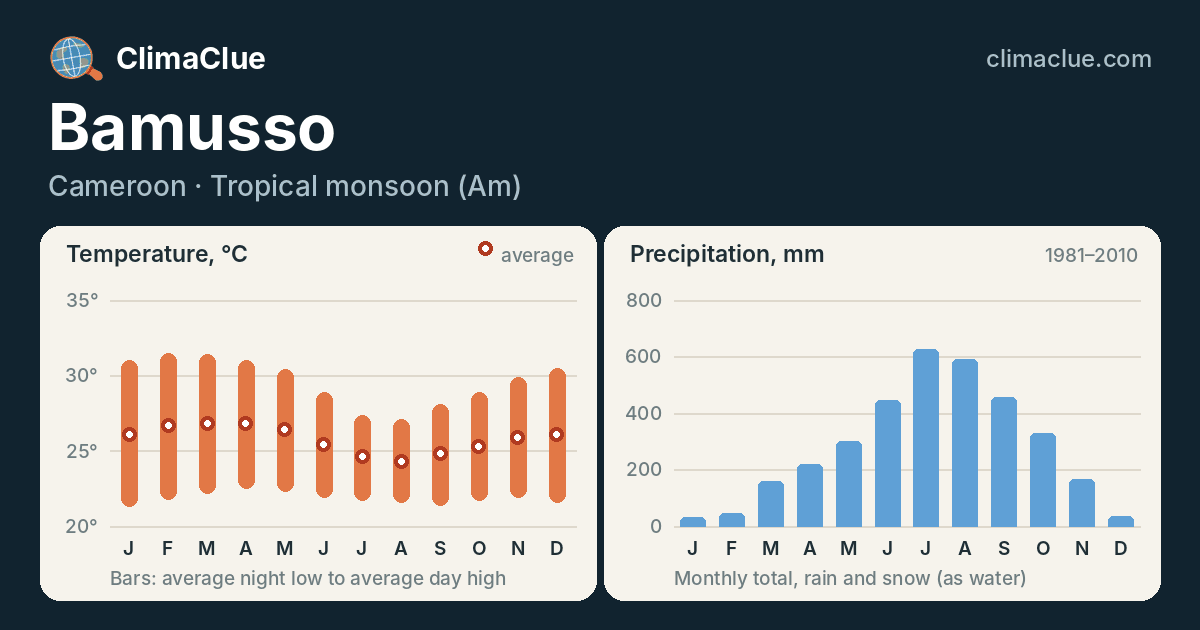 ClimaClue
climaclue.com
Bamusso
Cameroon · Tropical monsoon (Am)
Temperature, °C
average
35°
30°
25°
20°
J F M A M J J A S O N D
Bars: average night low to average day high
Precipitation, mm
1981–2010
800
600
400
200
0
J F M A M J J A S O N D
Monthly total, rain and snow (as water)